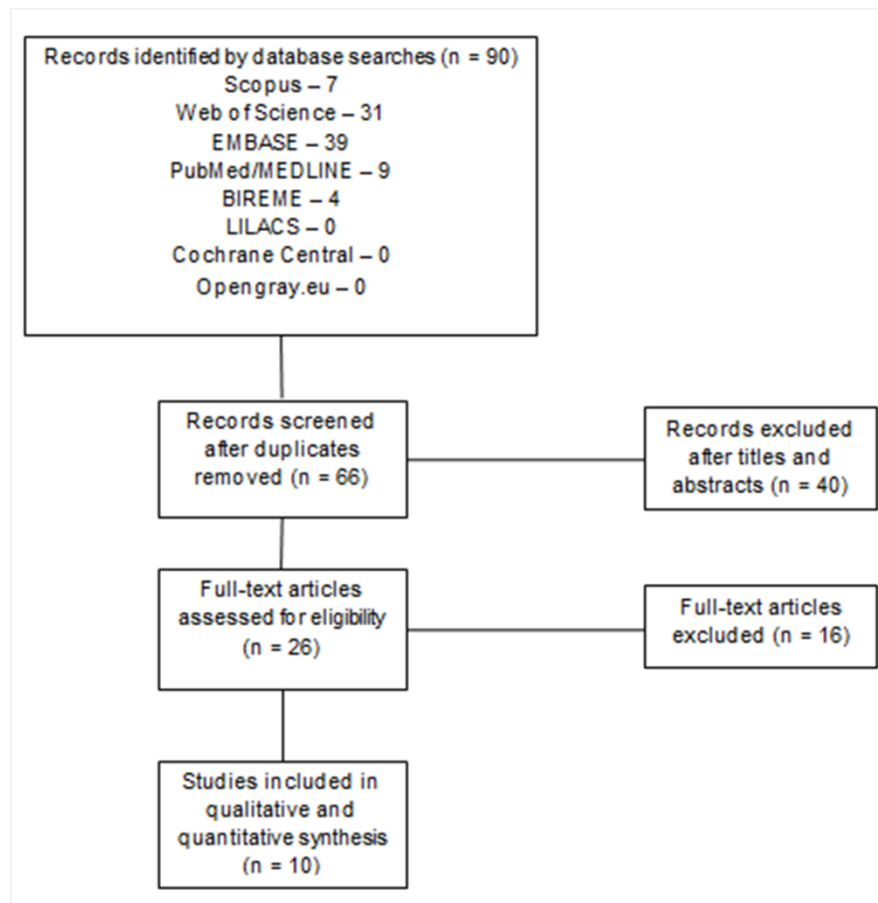 Records identified by database searches (n = 90)
Scopus – 7
Web of Science – 31
EMBASE – 39
PubMed/MEDLINE – 9
BIREME – 4
LILACS – 0
Cochrane Central – 0
Opengray.eu – 0
Records screened
after duplicates
removed (n = 66)
Records excluded
after titles and
abstracts (n = 40)
Full-text articles
assessed for eligibility
(n = 26)
Full-text articles
excluded (n = 16)
Studies included in
qualitative and
quantitative synthesis
(n = 10)